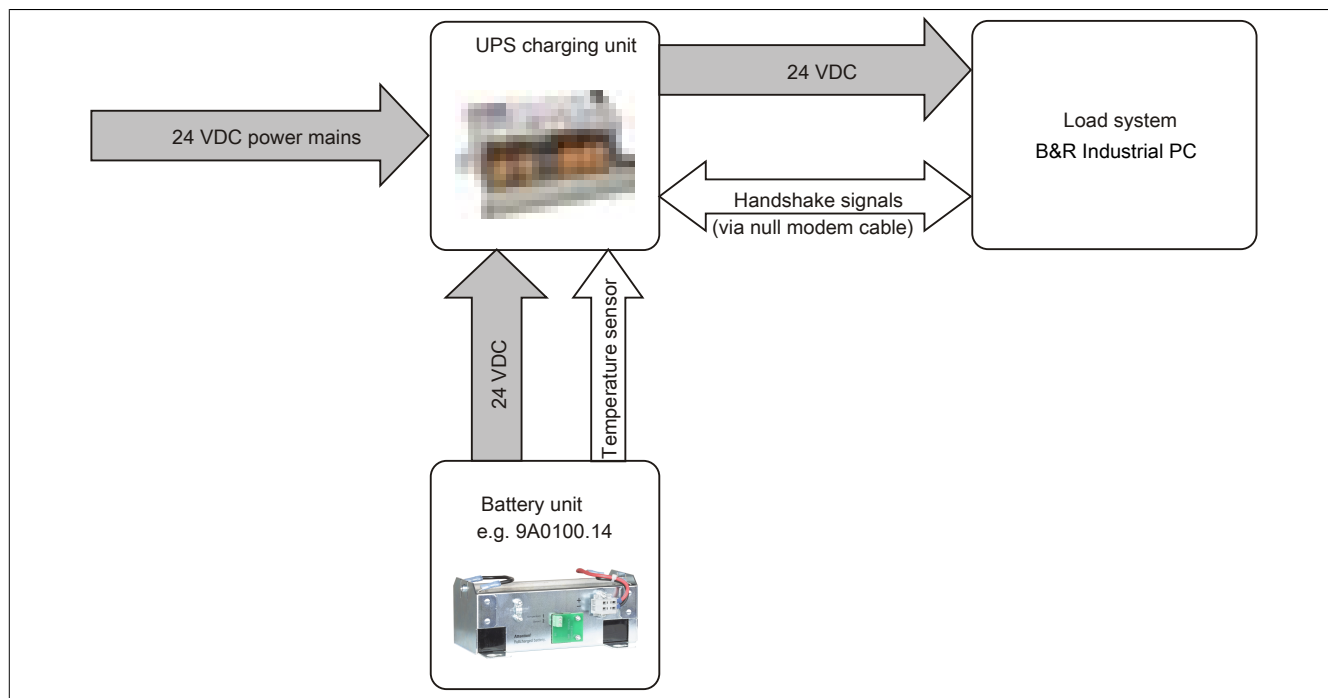 UPS charging unit
24 VDC
24 VDC power mains
Load system
B&R Industrial PC
Handshake signals
(via null modem cable)
24 VDC
Temperature sensor
Battery unit
e.g. 9A0100.14